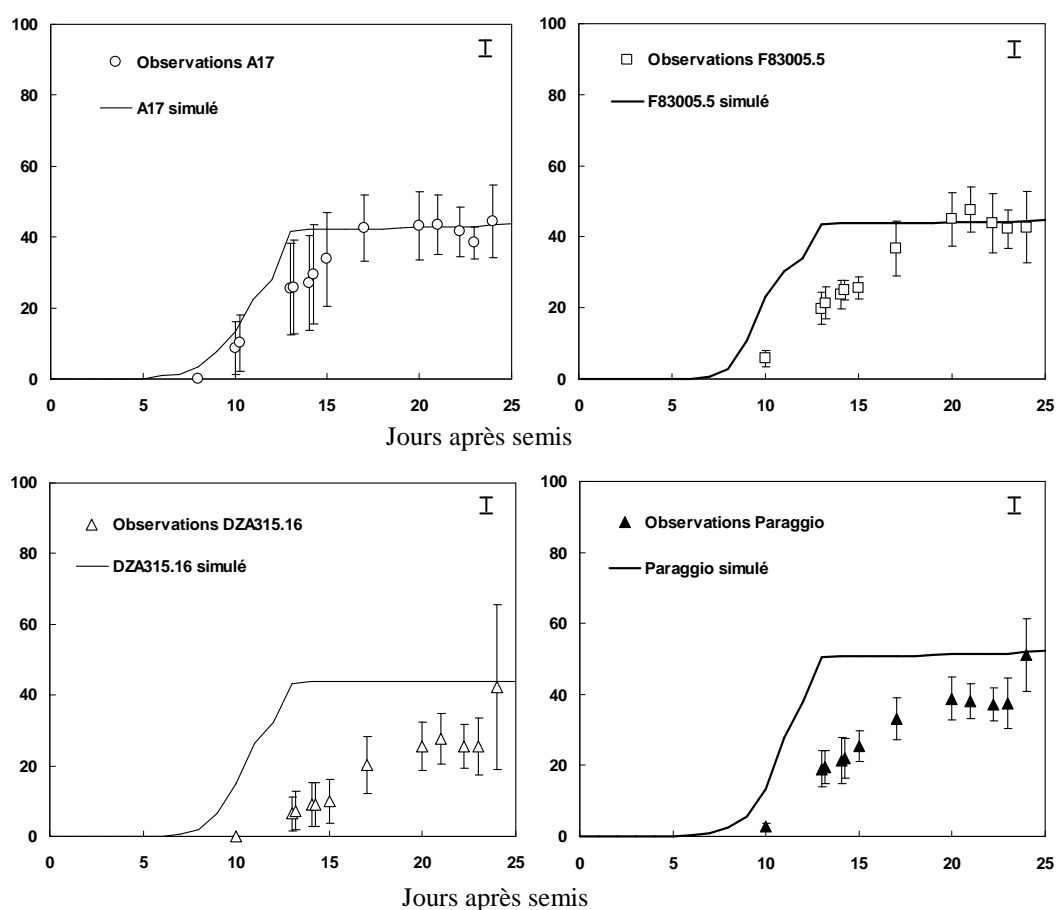 100
80
60
40
20
0
Observations A17
A17 simulé
0 5 10 15 20 25
100
80
60
40
20
0
Observations F83005.5
F83005.5 simulé
0 5 10 15 20 25
Jours après semis
100
80
60
40
20
0
Observations DZA315.16
DZA315.16 simulé
0 5 10 15 20 25
100
80
60
40
20
0
Observations Paraggio
Paraggio simulé
0 5 10 15 20 25
Jours après semis